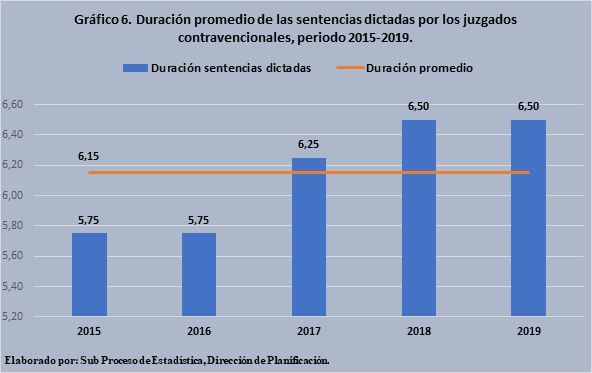 Gráfico 6. Duración promedio de las sentencias dictadas por los juzgados
contravencionales, periodo 2015-2019.
Duración sentencias dictadas Duración promedio
6,60
6,40
6,20
6,00
5,80
5,60
5,40
5,20
6,15
5,75
5,75
6,25
6,50
6,50
2015 2016 2017 2018 2019
Elaborado por: Sub Proceso de Estadística, Dirección de Planificación.